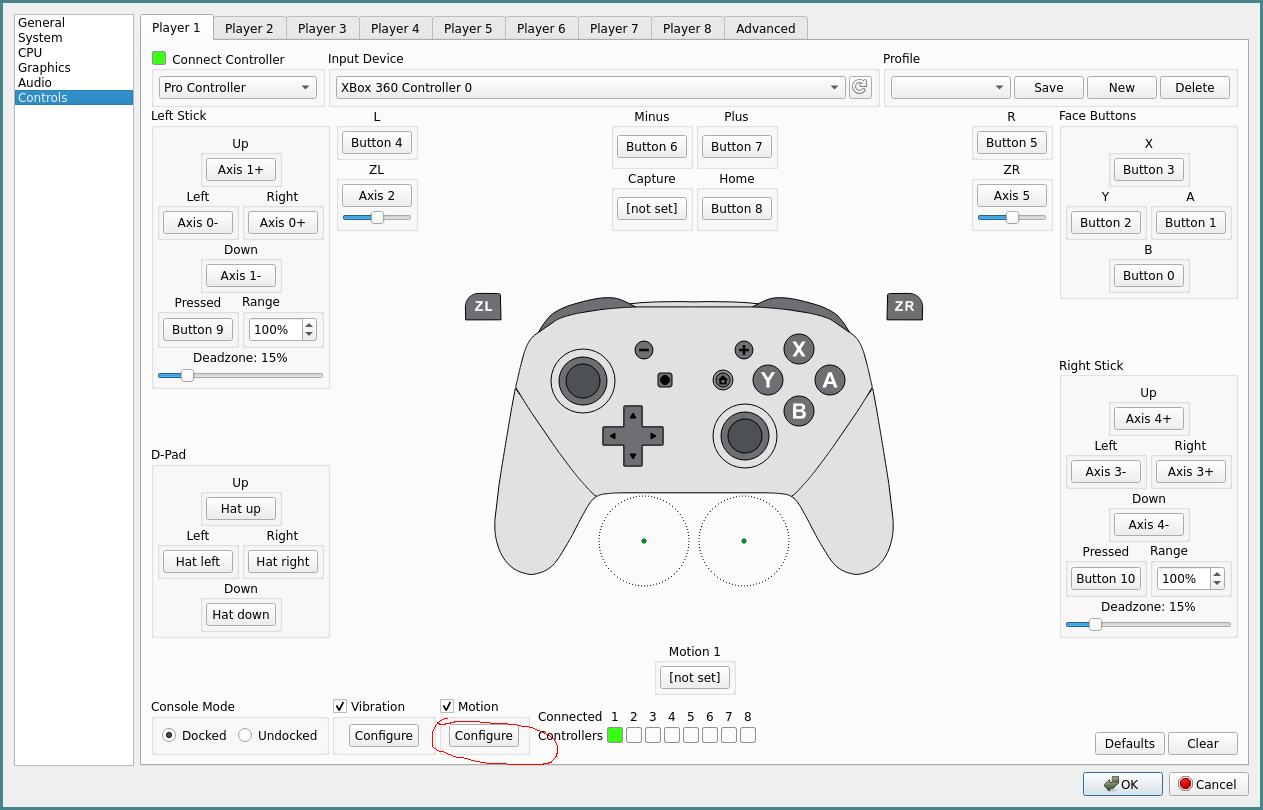 General
System
CPU
Graphics
Audio
Controls
Player 1 Player 2 Player 3 Player 4 Player 5 Player 6 Player 7 Player 8 Advanced
Connect Controller Input Device Profile
Pro Controller XBox 360 Controller 0 Save New Delete
Left Stick
Up
Axis 1+
Left Right
Axis 0- Axis 0+
Down
Axis 1-
Pressed Range
Button 9 100%
Deadzone: 15%
L
Button 4
ZL
Axis 2
Minus Plus
Button 6 Button 7
Capture Home
[not set] Button 8
R
Button 5
ZR
Axis 5
Face Buttons
X
Button 3
Y A
Button 2 Button 1
B
Button 0
ZL ZR
X
Y A
B
D-Pad
Up
Hat up
Left Right
Hat left Hat right
Down
Hat down
Right Stick
Up
Axis 4+
Left Right
Axis 3- Axis 3+
Down
Axis 4-
Pressed Range
Button 10 100%
Deadzone: 15%
Motion 1
[not set]
Console Mode Vibration Motion
Docked Undocked Configure Configure
Connected 1 2 3 4 5 6 7 8
Controllers
Defaults Clear
OK Cancel